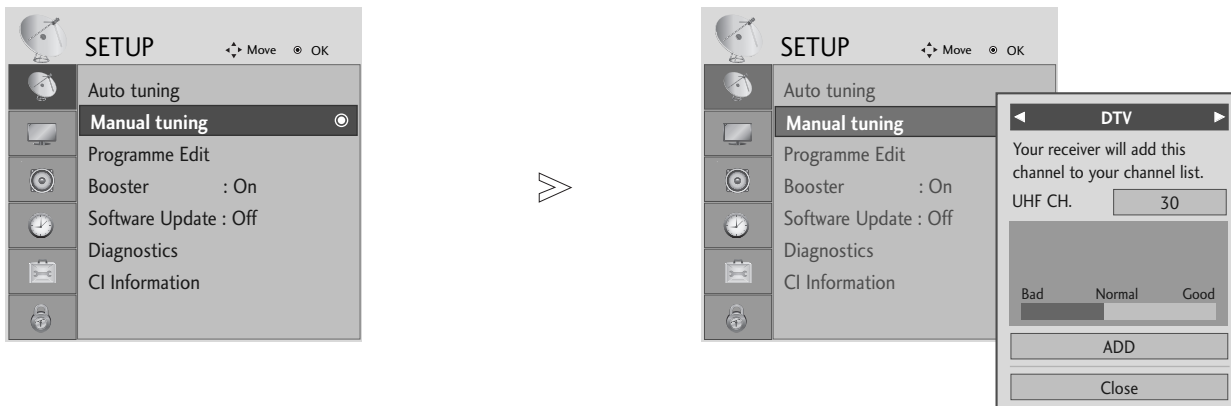 SETUP
Move
OK
Auto tuning
Manual tuning
Programme Edit
Booster : On
Software Update : Off
Diagnostics
CI Information
SETUP
Move
OK
Auto tuning
Manual tuning
Programme Edit
Booster : On
Software Update : Off
Diagnostics
CI Information
DTV
Your receiver will add this
channel to your channel list.
UHF CH. 30
Bad Normal Good
ADD
Close